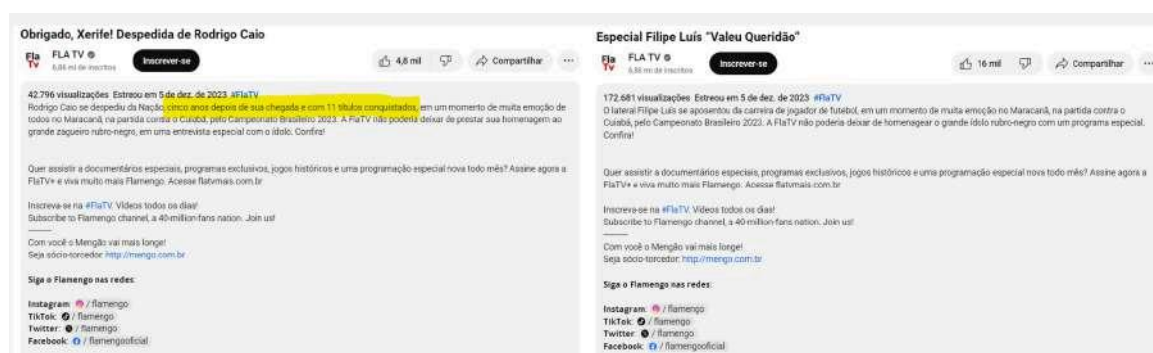 Obrigado, Xerife! Despedida de Rodrigo Caio
Fla TV
FLA TV
6,86 mi de inscritos
Inscrever-se
4,8 mil
Compartilhar
42.796 visualizações Estreou em 5 de dez. de 2023 #FlaTV
Rodrigo Caio se despediu da Nação, cinco anos depois de sua chegada e com 11 títulos conquistados, em um momento de muita emoção de
todos no Maracanã, na partida contra o Cuiabá, pelo Campeonato Brasileiro 2023. A FlaTV não poderia deixar de prestar sua homenagem ao
grande zagueiro rubro-negro, em uma entrevista especial com o ídolo. Confira!
Quer assistir a documentários especiais, programas exclusivos, jogos históricos e uma programação especial nova todo mês? Assine agora a
FlaTV+ e viva muito mais Flamengo. Acesse flatvmais.com.br
Inscreva-se na #FlaTV. Vídeos todos os dias!
Subscribe to Flamengo channel, a 40-million-fans nation. Join us!
Com você o Mengão vai mais longe!
Seja sócio-torcedor: http://mengo.com.br
Siga o Flamengo nas redes:
Instagram: / flamengo
TikTok: / flamengo
Twitter: / flamengo
Facebook: / flamengooficial
Especial Filipe Luís "Valeu Queridão"
Fla TV
FLA TV
6,86 mi de inscritos
Inscrever-se
16 mil
Compartilhar
172.681 visualizações Estreou em 5 de dez. de 2023 #FlaTV
O lateral Filipe Luís se aposentou da carreira de jogador de futebol, em um momento de muita emoção no Maracanã, na partida contra o
Cuiabá, pelo Campeonato Brasileiro 2023. A FlaTV não poderia deixar de homenagear o grande ídolo rubro-negro com um programa especial.
Confira!
Quer assistir a documentários especiais, programas exclusivos, jogos históricos e uma programação especial nova todo mês? Assine agora a
FlaTV+ e viva muito mais Flamengo. Acesse flatvmais.com.br
Inscreva-se na #FlaTV. Vídeos todos os dias!
Subscribe to Flamengo channel, a 40-million-fans nation. Join us!
Com você o Mengão vai mais longe!
Seja sócio-torcedor: http://mengo.com.br
Siga o Flamengo nas redes:
Instagram: / flamengo
TikTok: / flamengo
Twitter: / flamengo
Facebook: / flamengooficial